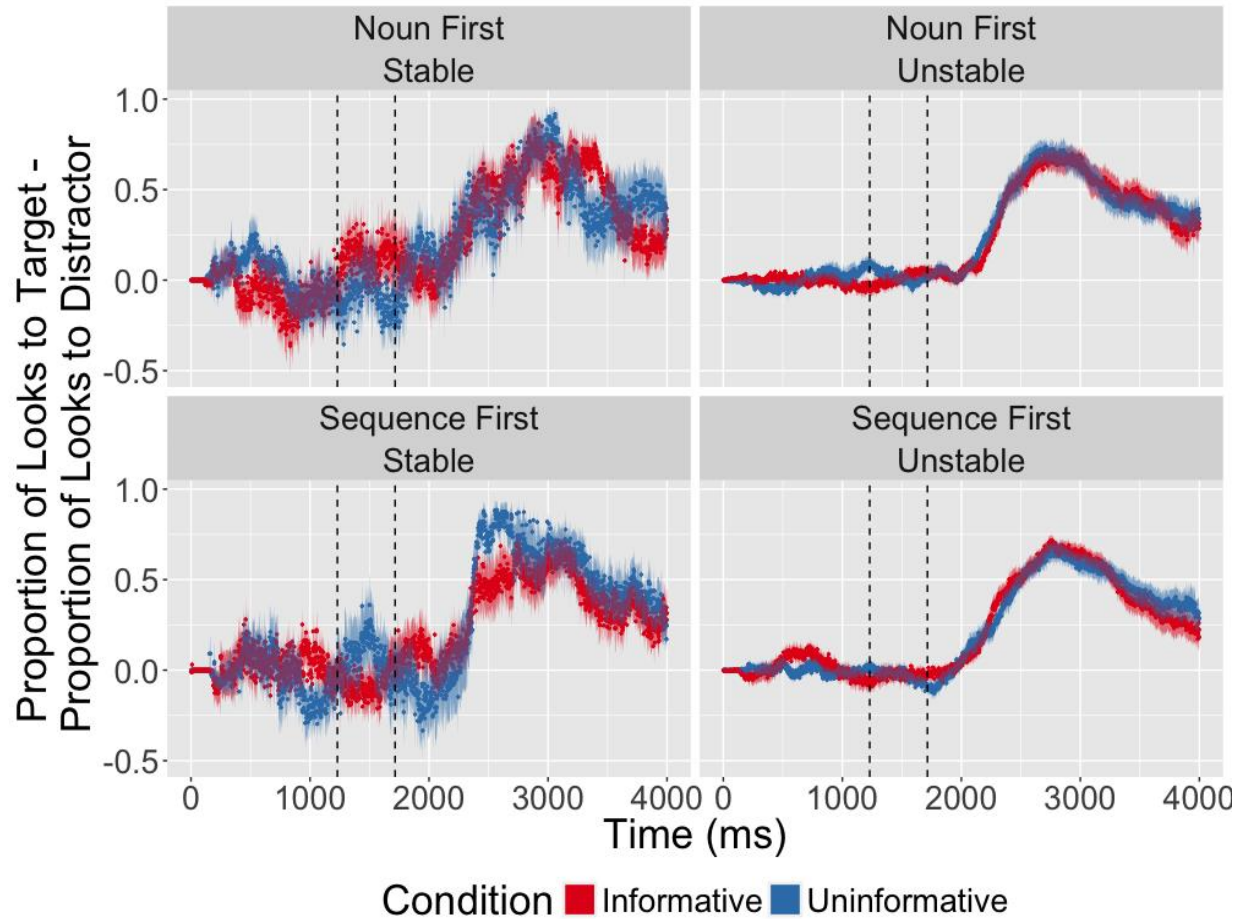 Noun First
Stable
Noun First
Unstable
1.0
0.5
0.0
-0.5
Sequence First
Stable
Sequence First
Unstable
1.0
0.5
0.0
-0.5
0 1000 2000 3000 4000
0 1000 2000 3000 4000
Time (ms)
Proportion of Looks to Target -
Proportion of Looks to Distractor
Condition Informative Uninformative